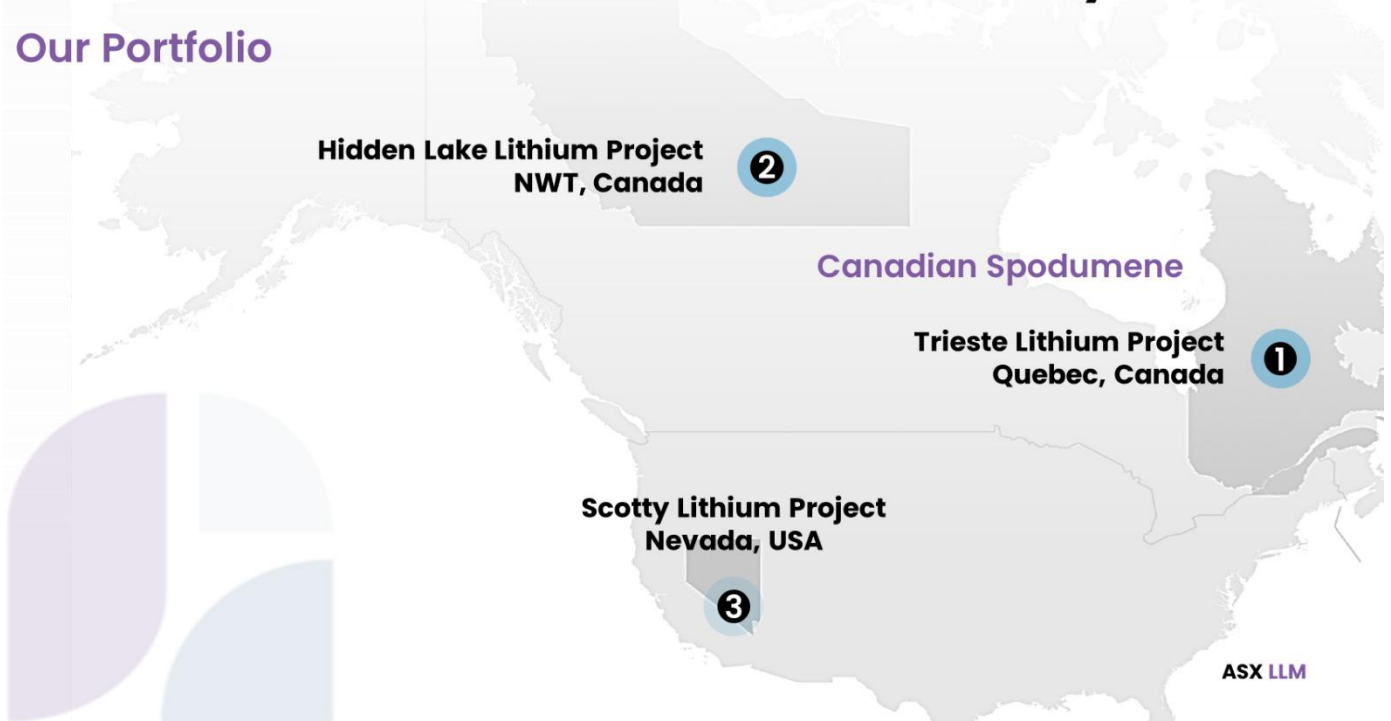 Our Portfolio
Hidden Lake Lithium Project
NWT, Canada
2
Canadian Spodumene
Trieste Lithium Project
Quebec, Canada
1
Scotty Lithium Project
Nevada, USA
3
ASX LLM